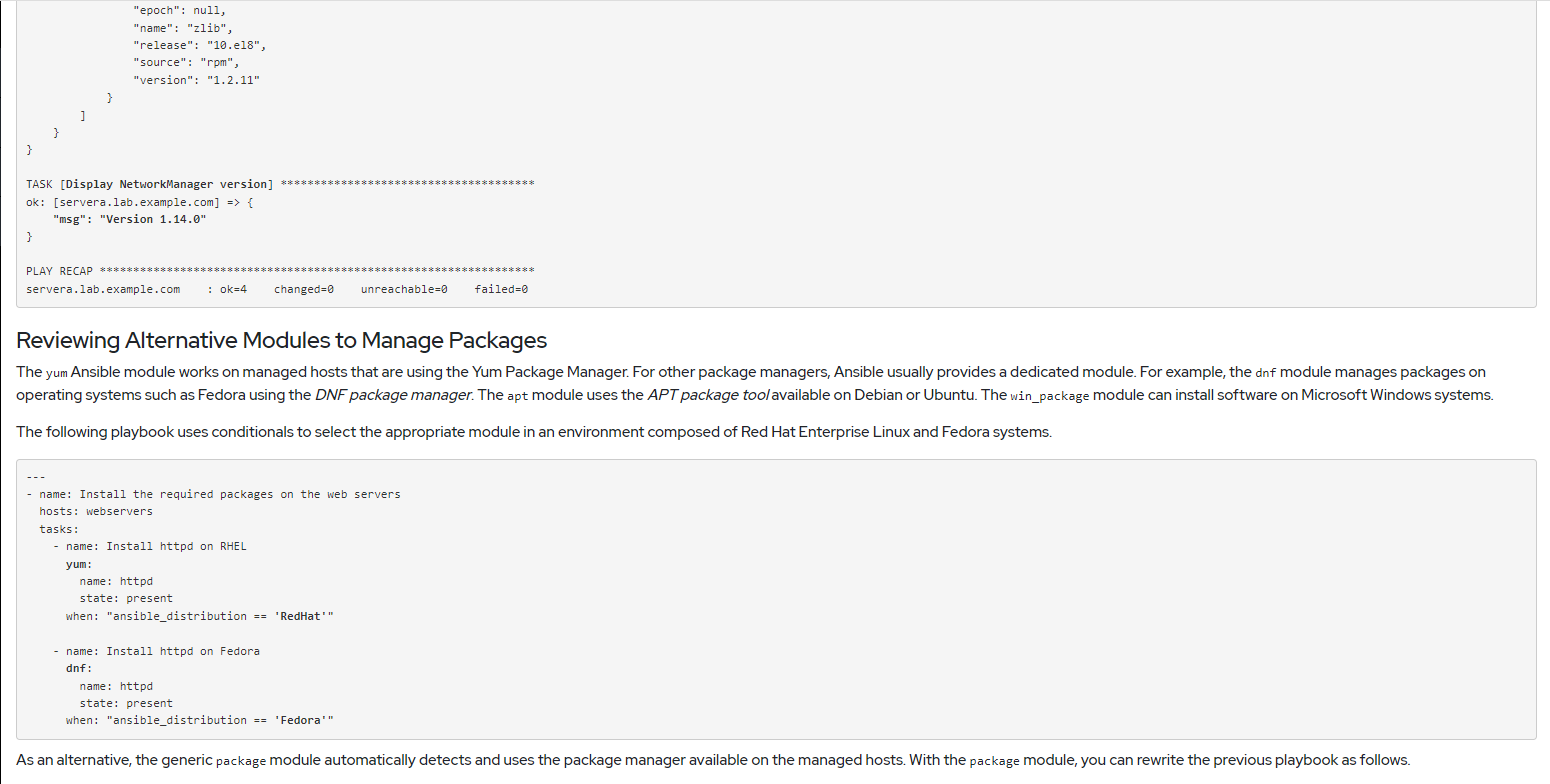 "epoch": null,
            "name": "zlib",
            "release": "10.el8",
            "source": "rpm",
            "version": "1.2.11"
        }
    ]
  }
}
TASK [Display NetworkManager version] **************************************
ok: [servera.lab.example.com] => {
    "msg": "Version 1.14.0"
}
PLAY RECAP *****************************************************************
servera.lab.example.com    : ok=4    changed=0    unreachable=0    failed=0
Reviewing Alternative Modules to Manage Packages
The yum Ansible module works on managed hosts that are using the Yum Package Manager. For other package managers, Ansible usually provides a dedicated module. For example, the dnf module manages packages on
operating systems such as Fedora using the DNF package manager. The apt module uses the APT package tool available on Debian or Ubuntu. The win_package module can install software on Microsoft Windows systems.
The following playbook uses conditionals to select the appropriate module in an environment composed of Red Hat Enterprise Linux and Fedora systems.
---
- name: Install the required packages on the web servers
  hosts: webservers
  tasks:
    - name: Install httpd on RHEL
      yum:
        name: httpd
        state: present
      when: "ansible_distribution == 'RedHat'"
    - name: Install httpd on Fedora
      dnf:
        name: httpd
        state: present
      when: "ansible_distribution == 'Fedora'"
As an alternative, the generic package module automatically detects and uses the package manager available on the managed hosts. With the package module, you can rewrite the previous playbook as follows.